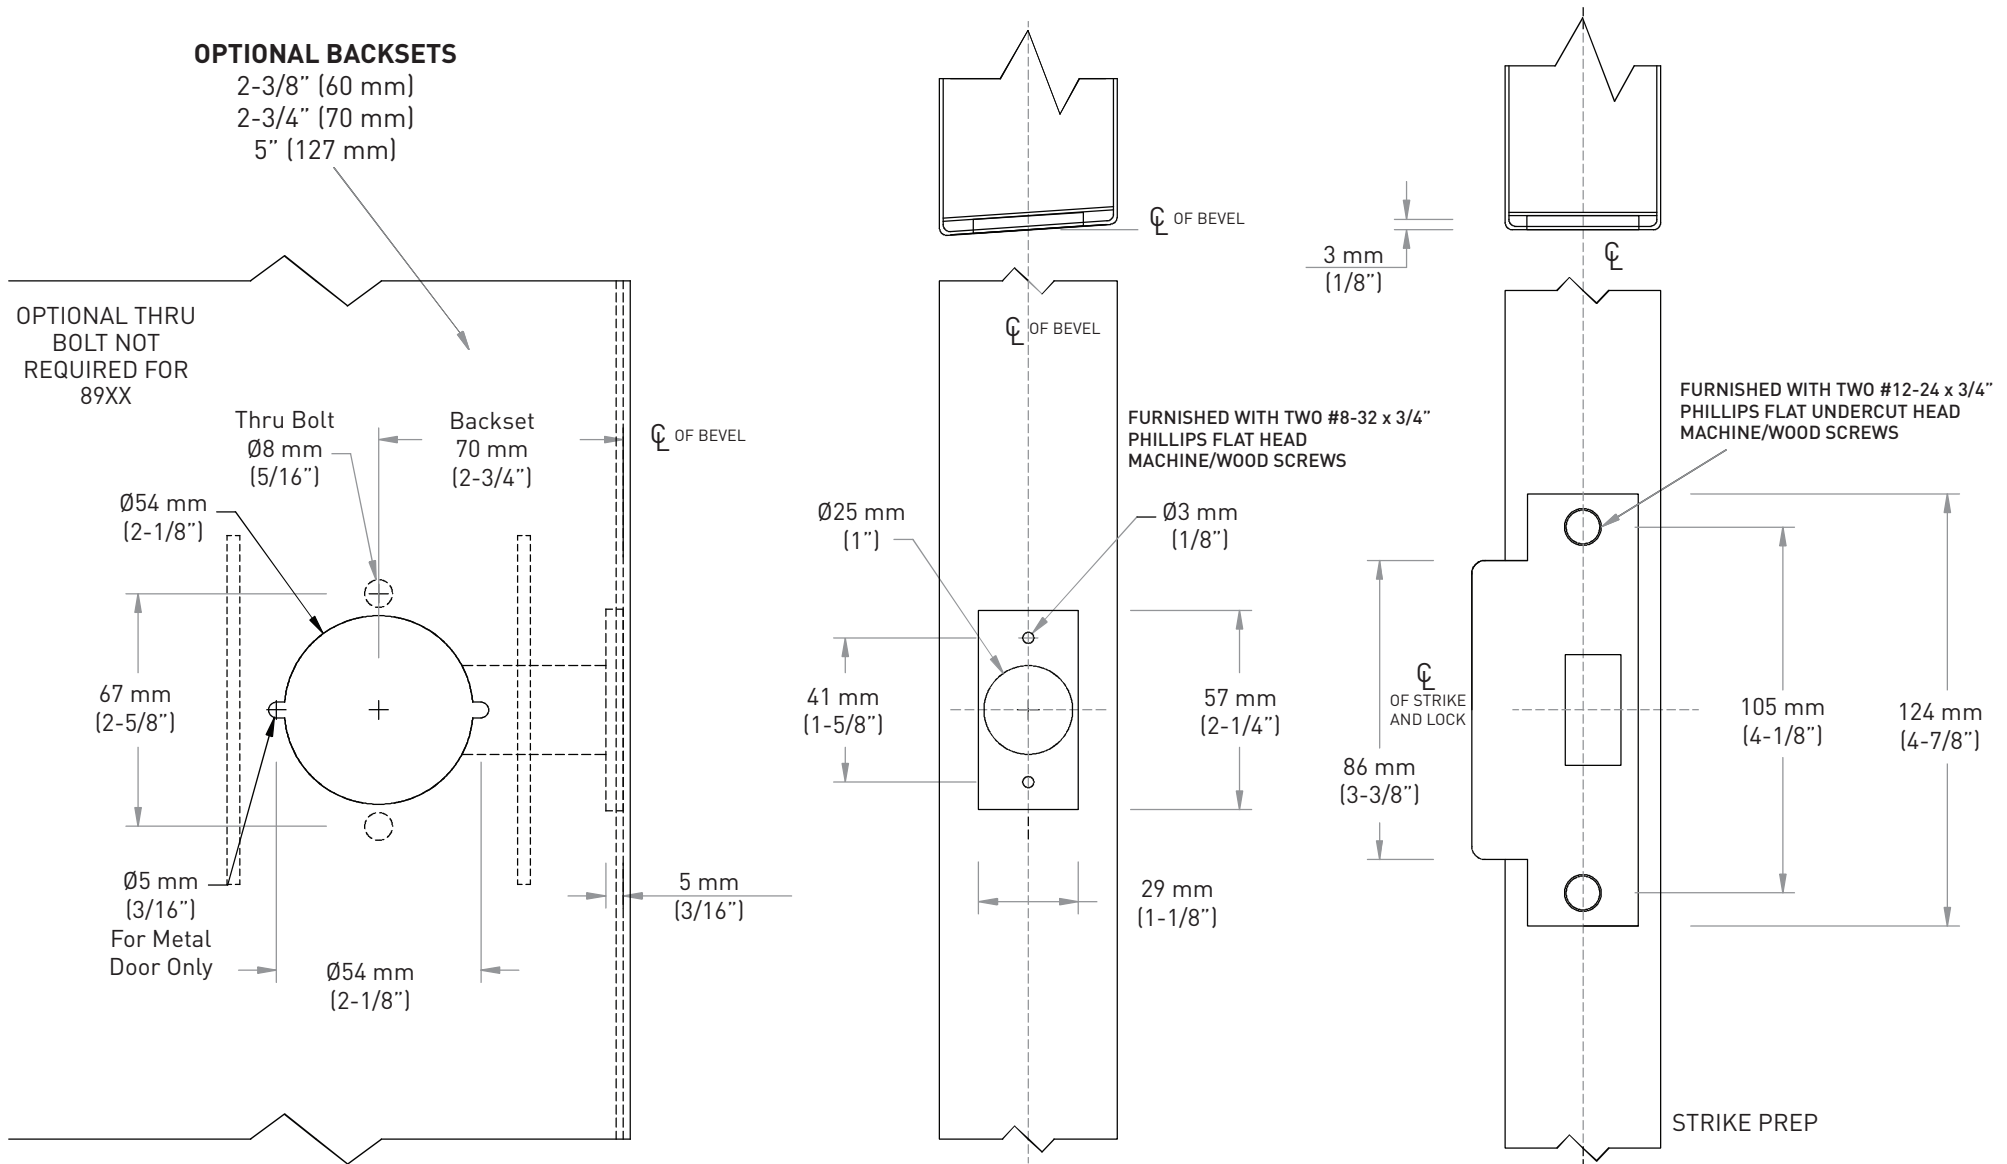 OPTIONAL BACKSETS
2-3/8” (60 mm)
2-3/4” (70 mm)
5” (127 mm)
OPTIONAL THRU
BOLT NOT
REQUIRED FOR
89XX
Thru Bolt
Ø8 mm
(5/16”)
Backset
70 mm
(2-3/4”)
℄ OF BEVEL
Ø54 mm
(2-1/8”)
67 mm
(2-5/8”)
Ø5 mm
(3/16”)
For Metal
Door Only
Ø54 mm
(2-1/8”)
5 mm
(3/16”)
℄ OF BEVEL
℄ OF BEVEL
FURNISHED WITH TWO #8-32 x 3/4”
PHILLIPS FLAT HEAD
MACHINE/WOOD SCREWS
Ø25 mm
(1”)
Ø3 mm
(1/8”)
41 mm
(1-5/8”)
57 mm
(2-1/4”)
29 mm
(1-1/8”)
3 mm
(1/8”)
℄
FURNISHED WITH TWO #12-24 x 3/4”
PHILLIPS FLAT UNDERCUT HEAD
MACHINE/WOOD SCREWS
℄
OF STRIKE
AND LOCK
86 mm
(3-3/8”)
105 mm
(4-1/8”)
124 mm
(4-7/8”)
STRIKE PREP